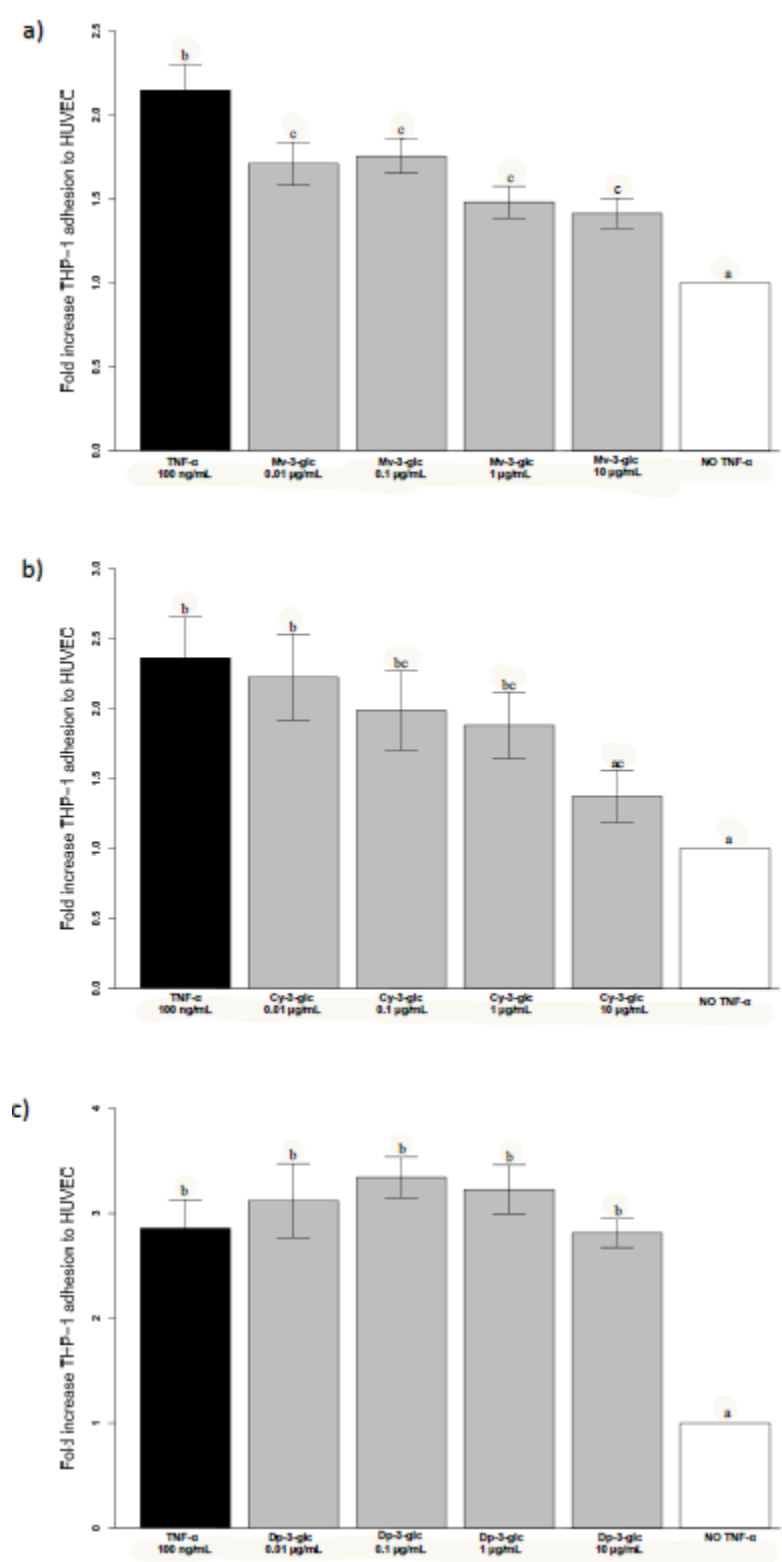 a)
Fold increase THP-1 adhesion to HUVEC
2.5
2.0
1.5
1.0
0.5
0.0
b
c
c
c
c
a
TNF-α
100 ng/mL
Mv-3-glc
0.01 µg/mL
Mv-3-glc
0.1 µg/mL
Mv-3-glc
1 µg/mL
Mv-3-glc
10 µg/mL
NO TNF-α
b)
Fold increase THP-1 adhesion to HUVEC
3.0
2.5
2.0
1.5
1.0
0.5
0.0
b
b
bc
bc
ac
a
TNF-α
100 ng/mL
Cy-3-glc
0.01 µg/mL
Cy-3-glc
0.1 µg/mL
Cy-3-glc
1 µg/mL
Cy-3-glc
10 µg/mL
NO TNF-α
c)
Fold increase THP-1 adhesion to HUVEC
4
3
2
1
0
b
b
b
b
b
a
TNF-α
100 ng/mL
Dp-3-glc
0.01 µg/mL
Dp-3-glc
0.1 µg/mL
Dp-3-glc
1 µg/mL
Dp-3-glc
10 µg/mL
NO TNF-α